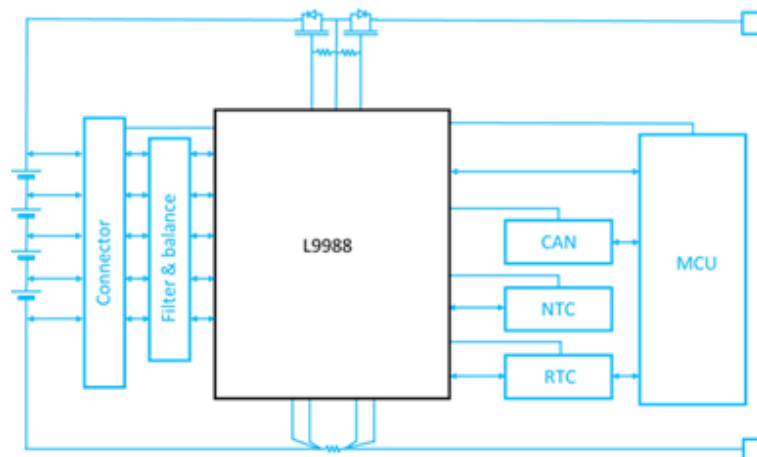 Connector
Filter & balance
L9988
CAN
NTC
RTC
MCU